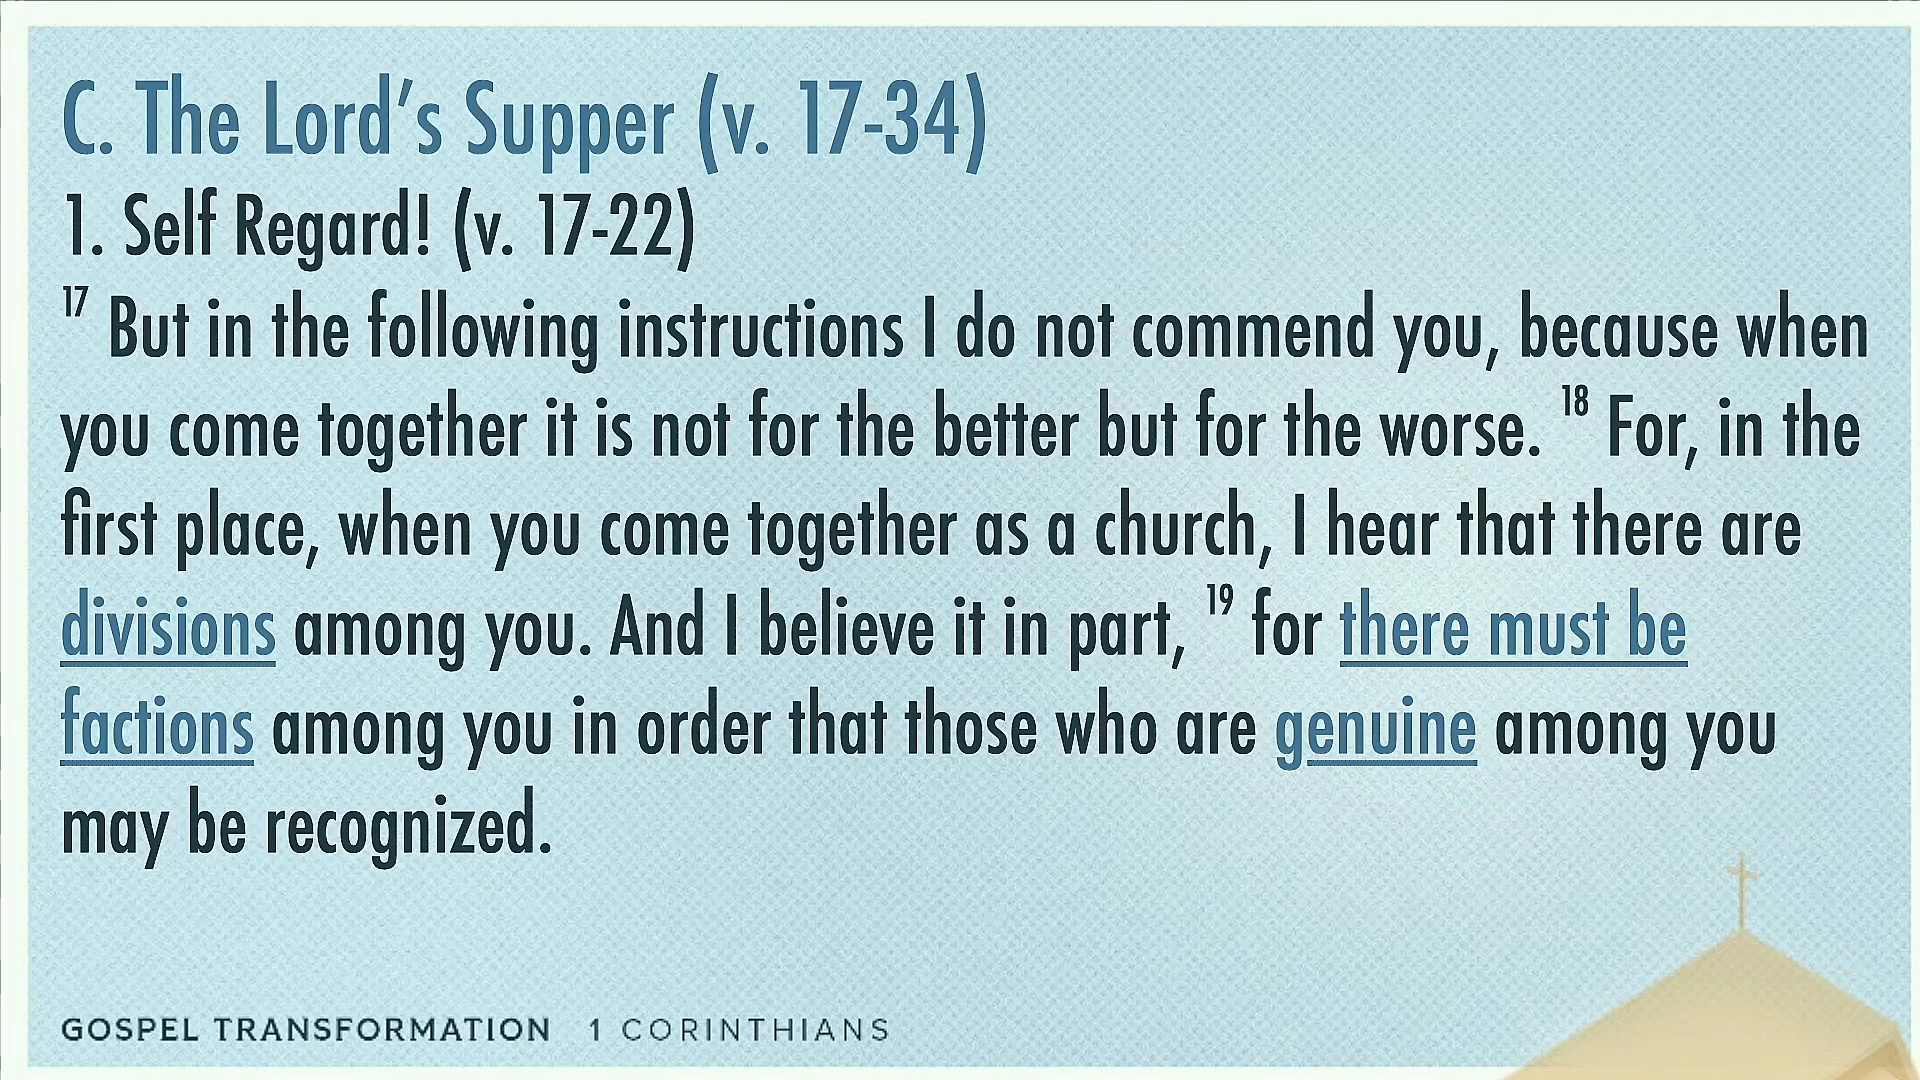 C. The Lord’s Supper (v. 17-34)
1. Self Regard! (v. 17-22)
17 But in the following instructions I do not commend you, because when
you come together it is not for the better but for the worse. 18 For, in the
first place, when you come together as a church, I hear that there are
divisions among you. And I believe it in part, 19 for there must be
factions among you in order that those who are genuine among you
may be recognized.
GOSPEL TRANSFORMATION 1 CORINTHIANS